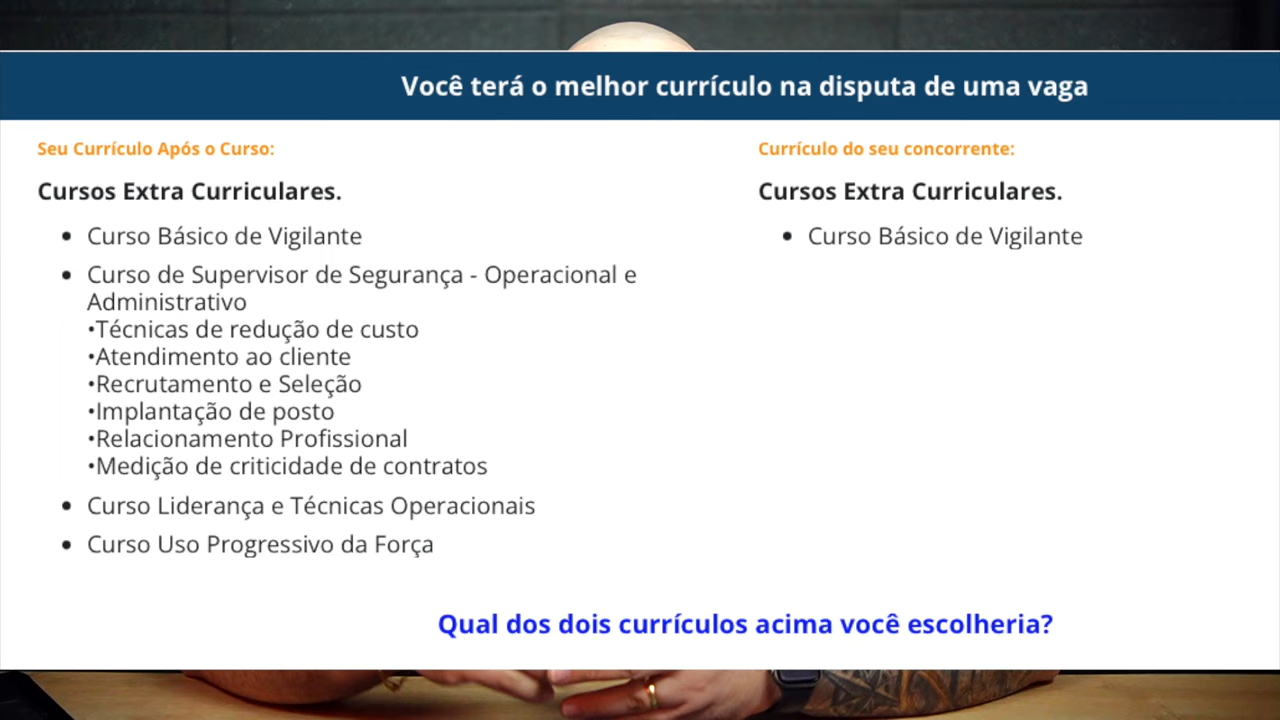 Você terá o melhor currículo na disputa de uma vaga
Seu Currículo Após o Curso:
Cursos Extra Curriculares.
• Curso Básico de Vigilante
• Curso de Supervisor de Segurança - Operacional e
Administrativo
•Técnicas de redução de custo
•Atendimento ao cliente
•Recrutamento e Seleção
•Implantação de posto
•Relacionamento Profissional
•Medição de criticidade de contratos
• Curso Liderança e Técnicas Operacionais
• Curso Uso Progressivo da Força
Currículo do seu concorrente:
Cursos Extra Curriculares.
• Curso Básico de Vigilante
Qual dos dois currículos acima você escolheria?